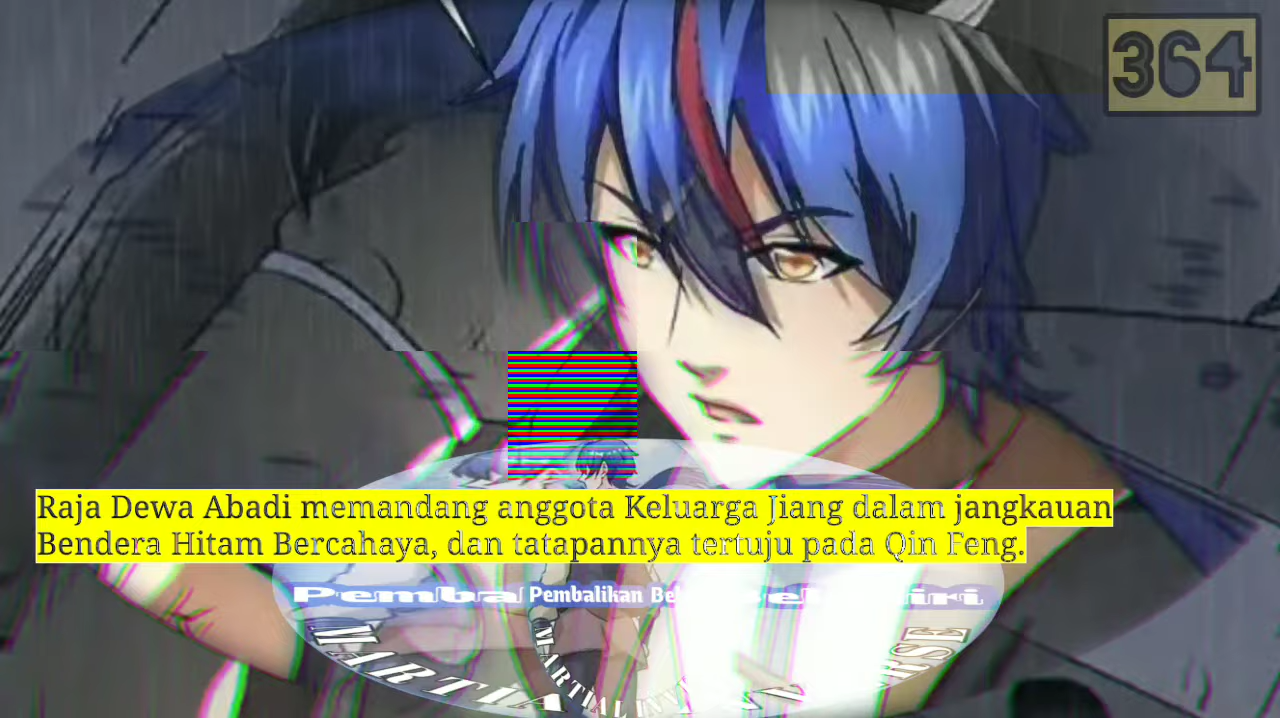 364
Raja Dewa Abadi memandang anggota Keluarga Jiang dalam jangkauan
Bendera Hitam Bercahaya, dan tatapannya tertuju pada Qin Feng.
Pembalikan
MARTIAL